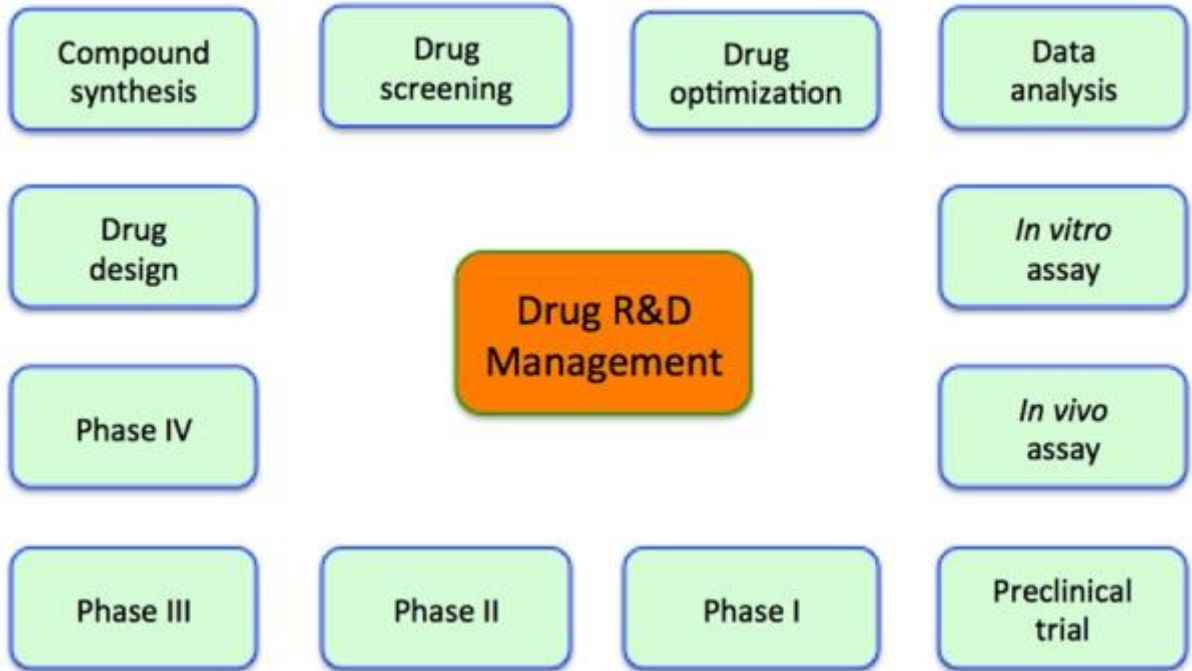 Compound
synthesis
Drug
screening
Drug
optimization
Data
analysis
Drug
design
In vitro
assay
Drug R&D
Management
Phase IV
In vivo
assay
Phase III
Phase II
Phase I
Preclinical
trial